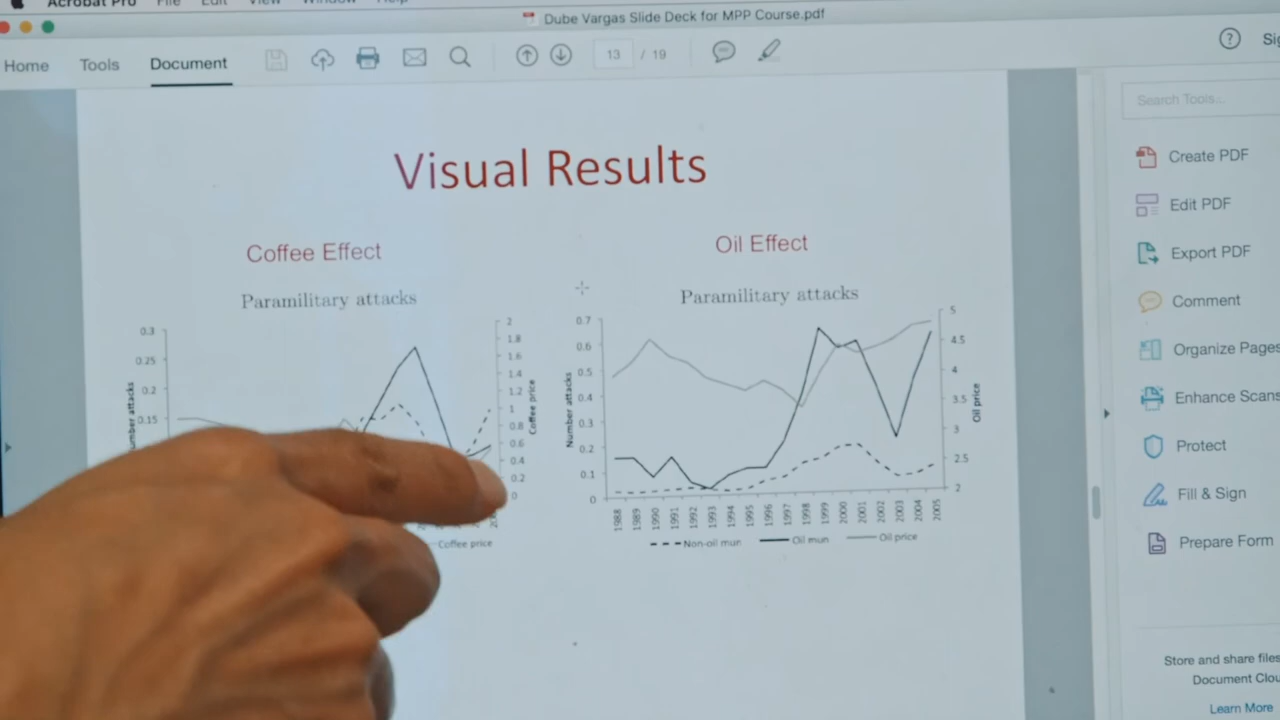 Acrobat Pro File Edit View Window Help
Dube Vargas Slide Deck for MPP Course.pdf
Home Tools Document 13 / 19
Search Tools...
Create PDF
Edit PDF
Export PDF
Comment
Organize Pages
Enhance Scans
Protect
Fill & Sign
Prepare Form
Store and share files
Document Clou
Learn More
Visual Results
Coffee Effect
Paramilitary attacks
0.3
0.25
0.2
0.15
2
1.8
1.6
1.4
1.2
1
0.8
0.6
0.4
0.2
0
Coffee price
Coffee price
Oil Effect
Paramilitary attacks
Number attacks
0.7
0.6
0.5
0.4
0.3
0.2
0.1
0
5
4.5
4
3.5
3
2.5
2
Oil price
1988 1989 1990 1991 1992 1993 1994 1995 1996 1997 1998 1999 2000 2001 2002 2003 2004 2005
Non-oil mun Oil mun Oil price